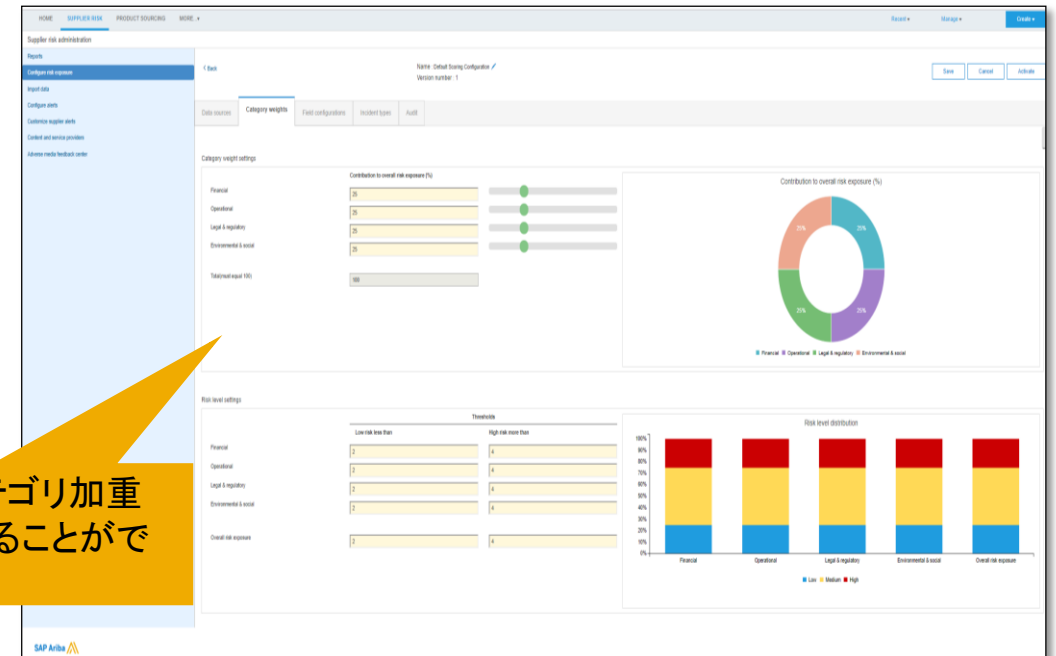 HOME SUPPLIER RISK PRODUCT SOURCING MORE Recent Manage Create
Supplier risk administration
Reports
Configure risk exposure
Import data
Configure alerts
Customize supplier alerts
Content and service providers
Adverse media feedback center
Back
Name : Default Scoring Configuration
Version number : 1
Save Cancel Activate
Data sources Category weights Field configurations Incident types Audit
Category weight settings
Contribution to overall risk exposure (%)
Financial 25
Operational 25
Legal & regulatory 25
Environmental & social 25
Total(must equal 100) 100
Contribution to overall risk exposure (%)
25% 25%
25% 25%
Financial Operational Legal & regulatory Environmental & social
Risk level settings
Thresholds
Low risk less than High risk more than
Financial 2 4
Operational 2 4
Legal & regulatory 2 4
Environmental & social 2 4
Overall risk exposure 2 4
Risk level distribution
100%
90%
80%
70%
60%
50%
40%
30%
20%
10%
0%
Financial Operational Legal & regulatory Environmental & social Overall risk exposure
Low Medium High
ゴリ加重
ることがで
SAP Ariba